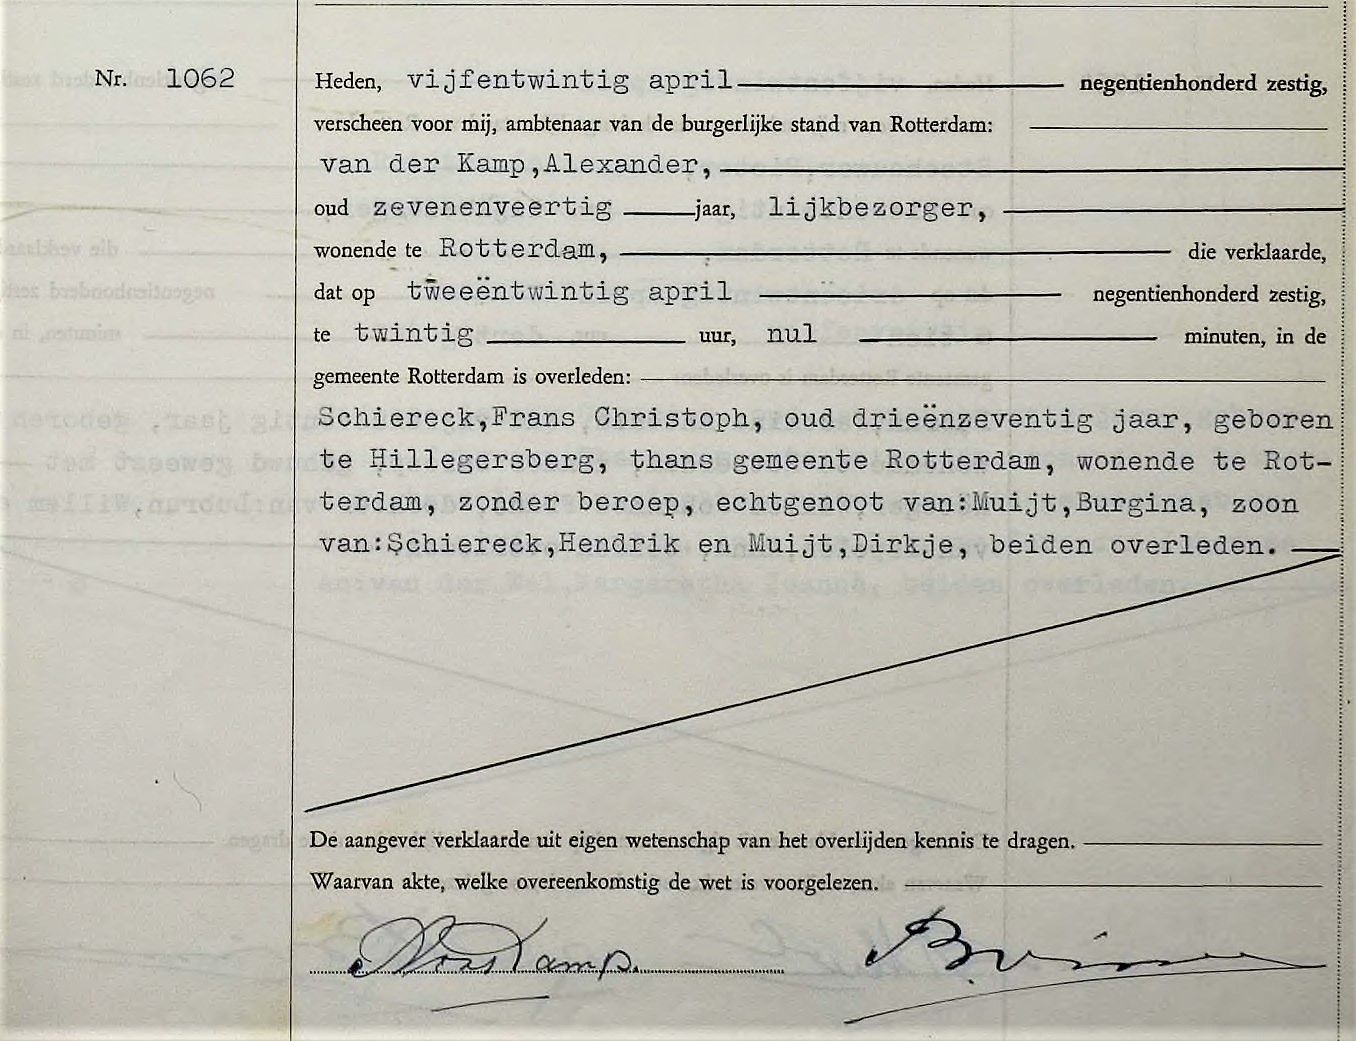 Nr. 1062
Heden, vijfentwintig april negentienhonderd zestig,
verscheen voor mij, ambtenaar van de burgerlijke stand van Rotterdam:
van der Kamp,Alexander,
oud zevenenveertig jaar, lijkbezorger,
wonende te Rotterdam, die verklaarde,
dat op tweeëntwintig april negentienhonderd zestig,
te twintig uur, nul minuten, in de
gemeente Rotterdam is overleden:
Schiereck,Frans Christoph, oud drieënzeventig jaar, geboren
te Hillegersberg, thans gemeente Rotterdam, wonende te Rot-
terdam, zonder beroep, echtgenoot van:Muijt,Burgina, zoon
van:Schiereck,Hendrik en Muijt,Dirkje, beiden overleden.
De aangever verklaarde uit eigen wetenschap van het overlijden kennis te dragen.
Waarvan akte, welke overeenkomstig de wet is voorgelezen.